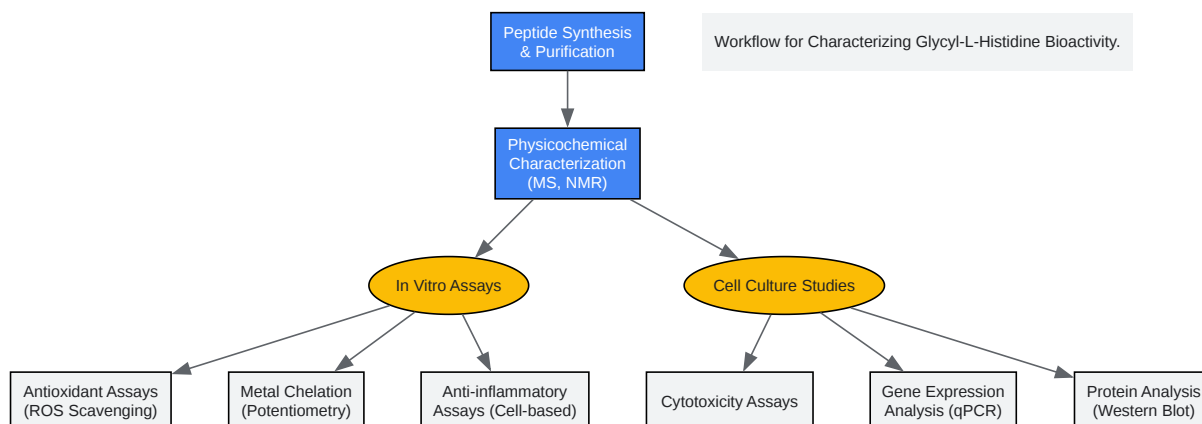 Peptide Synthesis
& Purification
Workflow for Characterizing Glycyl-L-Histidine Bioactivity.
Physicochemical
Characterization
(MS, NMR)
In Vitro Assays
Cell Culture Studies
Antioxidant Assays
(ROS Scavenging)
Metal Chelation
(Potentiometry)
Anti-inflammatory
Assays (Cell-based)
Cytotoxicity Assays
Gene Expression
Analysis (qPCR)
Protein Analysis
(Western Blot)